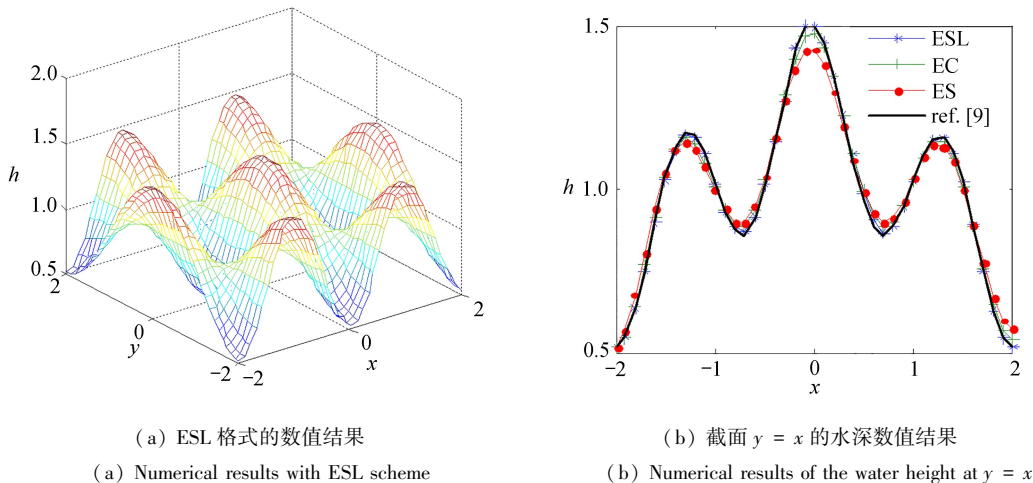 2.0
1.5
h
1.0
0.5
2
0
y
−2
−2
0
x
2
1.5
ESL
EC
ES
ref. [9]
h
1.0
0.5
−2
−1
0
1
2
x
(a) ESL 格式的数值结果
(a) Numerical results with ESL scheme
(b) 截面 y = x 的水深数值结果
(b) Numerical results of the water height at y = x